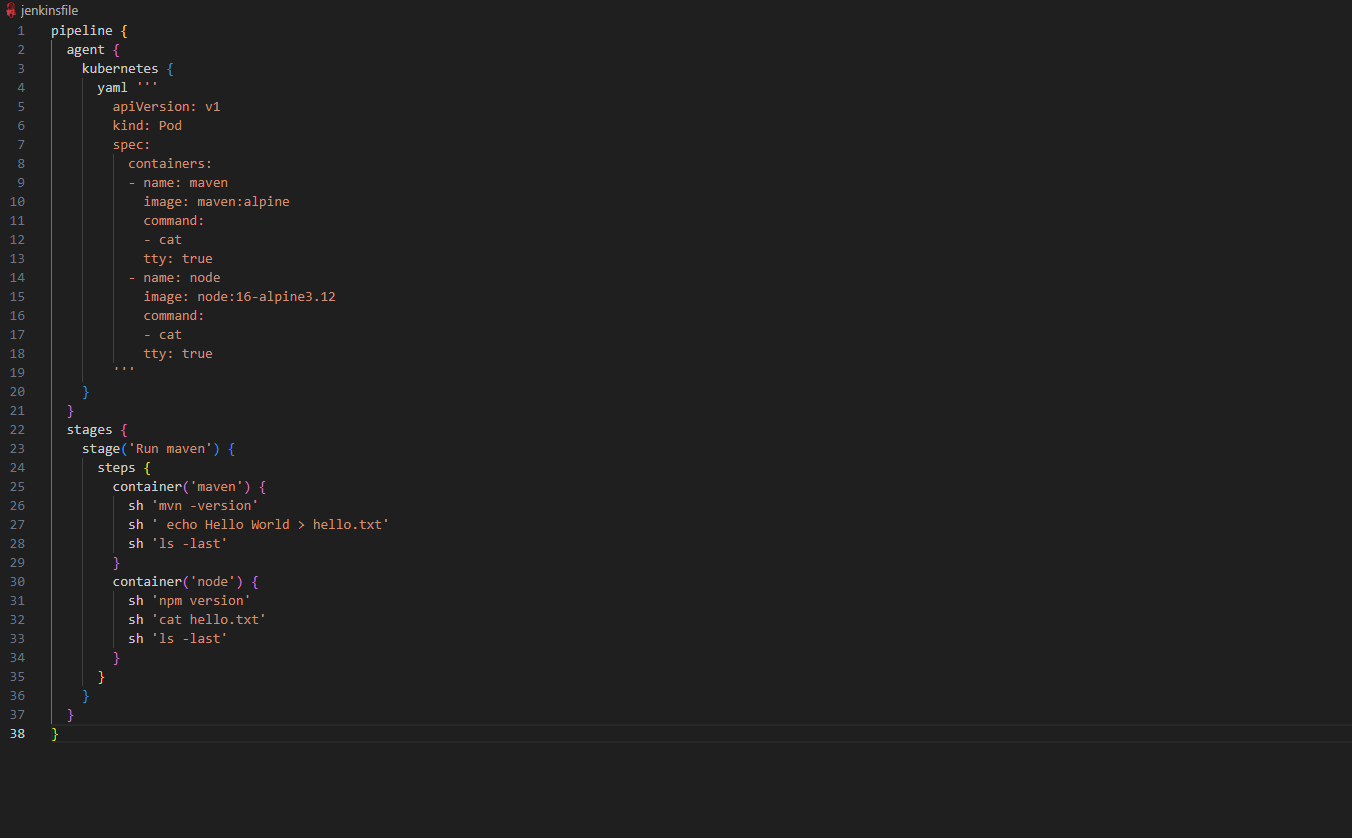 jenkinsfile
1 pipeline {
2   agent {
3     kubernetes {
4       yaml '''
5         apiVersion: v1
6         kind: Pod
7         spec:
8           containers:
9           - name: maven
10             image: maven:alpine
11             command:
12             - cat
13             tty: true
14           - name: node
15             image: node:16-alpine3.12
16             command:
17             - cat
18             tty: true
19         '''
20     }
21   }
22   stages {
23     stage('Run maven') {
24       steps {
25         container('maven') {
26           sh 'mvn -version'
27           sh ' echo Hello World > hello.txt'
28           sh 'ls -last'
29         }
30         container('node') {
31           sh 'npm version'
32           sh 'cat hello.txt'
33           sh 'ls -last'
34         }
35       }
36     }
37   }
38 }